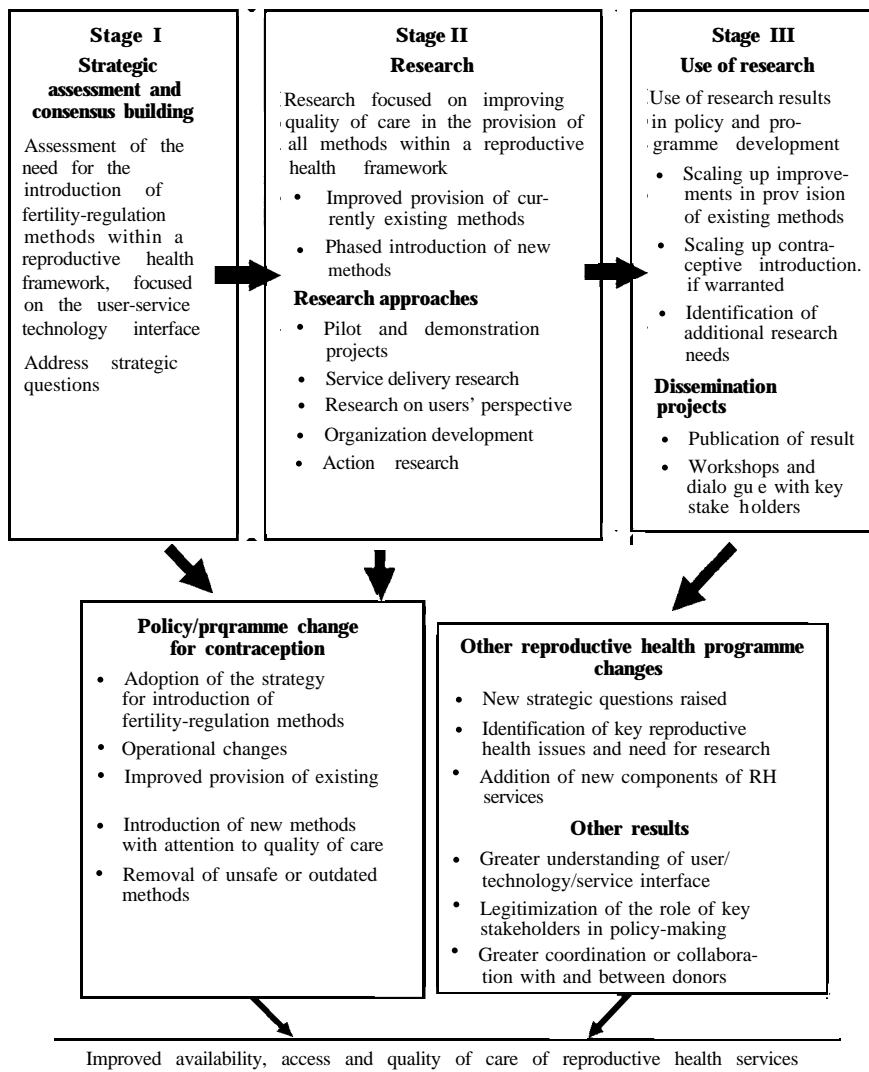 Stage I
Strategic
assessment and
consensus building
Assessment of the
need for the
introduction of
fertility-regulation
methods within a
reproductive health
framework, focused
on the user-service
technology interface
Address strategic
questions
Stage II
Research
Research focused on improving
quality of care in the provision of
all methods within a reproductive
health framework
• Improved provision of cur-
rently existing methods
• Phased introduction of new
methods
Research approaches
• Pilot and demonstration
projects
• Service delivery research
• Research on users' perspective
• Organization development
• Action research
Stage III
Use of research
Use of research results
in policy and pro-
gramme development
• Scaling up improve-
ments in prov ision
of existing methods
• Scaling up contra-
ceptive introduction.
if warranted
• Identification of
additional research
needs
Dissemination
projects
• Publication of result
• Workshops and
dialo gu e with key
stake holders
Policy/prqramme change
for contraception
• Adoption of the strategy
for introduction of
fertility-regulation methods
• Operational changes
• Improved provision of existing
• Introduction of new methods
with attention to quality of care
• Removal of unsafe or outdated
methods
Other reproductive health programme
changes
• New strategic questions raised
• Identification of key reproductive
health issues and need for research
• Addition of new components of RH
services
Other results
• Greater understanding of user/
technology/service interface
• Legitimization of the role of key
stakeholders in policy-making
• Greater coordination or collabora-
tion with and between donors
Improved availability, access and quality of care of reproductive health services